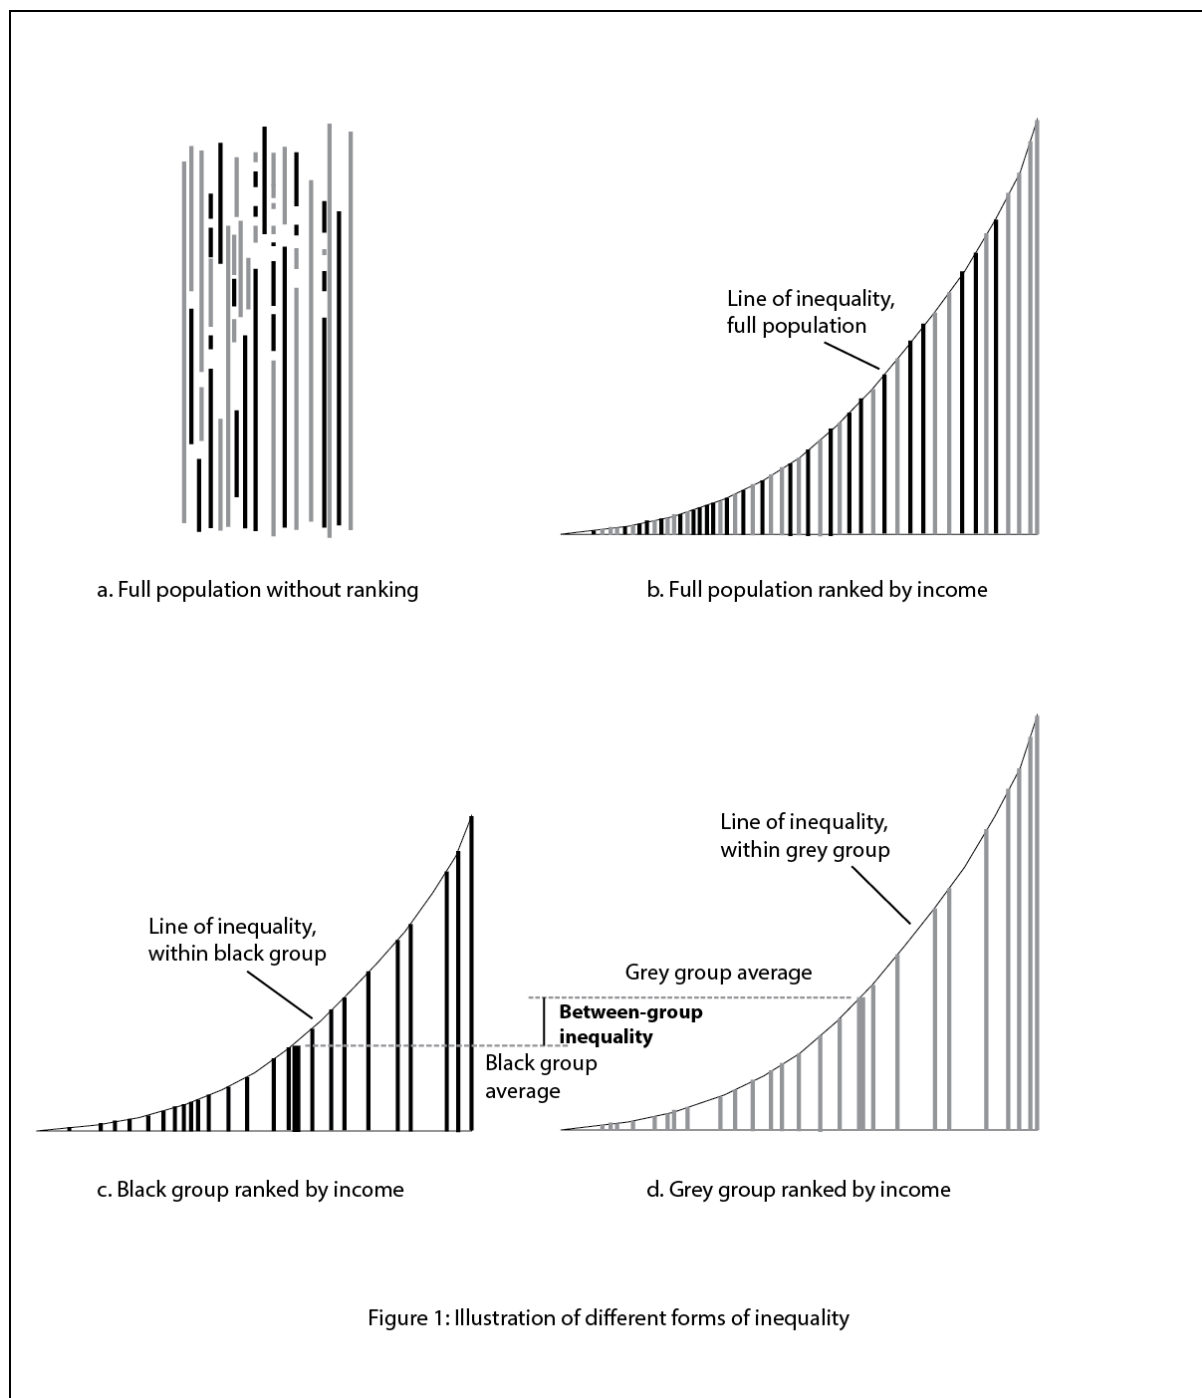 Line of inequality,
full population
a. Full population without ranking
b. Full population ranked by income
Line of inequality,
within black group
Line of inequality,
within grey group
Grey group average
Between-group
inequality
Black group
average
c. Black group ranked by income
d. Grey group ranked by income
Figure 1: Illustration of different forms of inequality